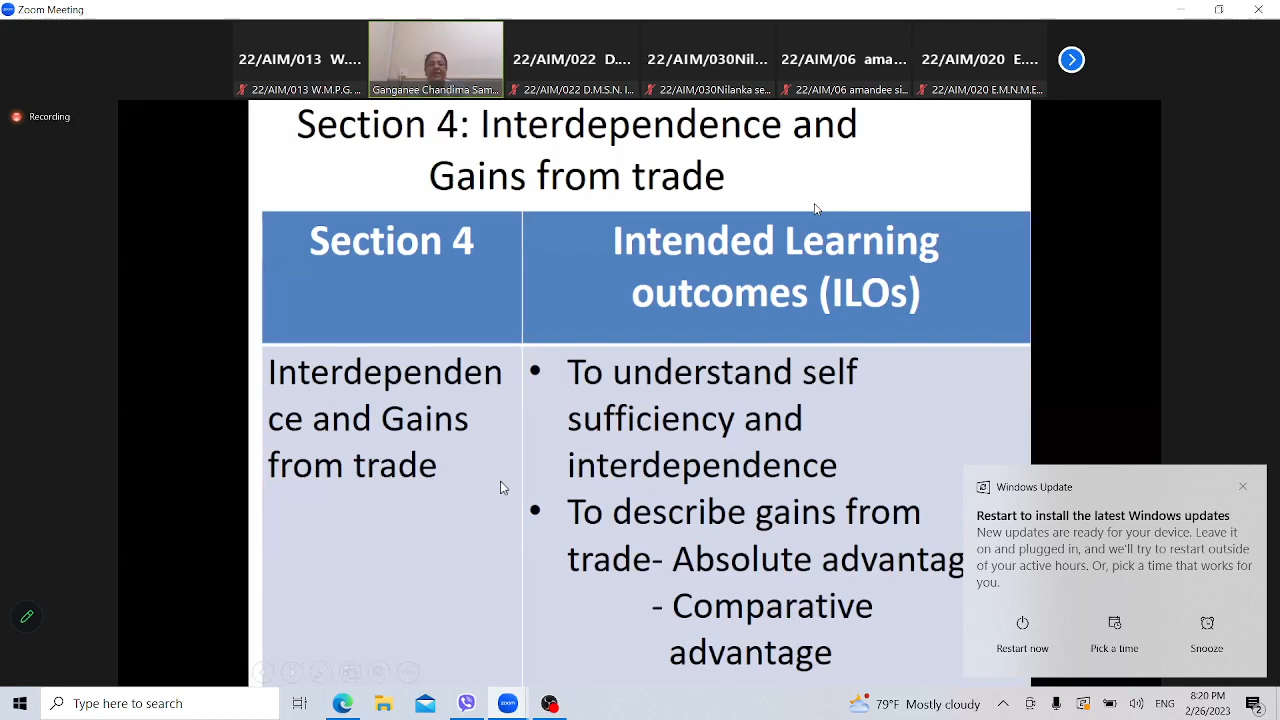 Zoom Meeting
22/AIM/013 W....
22/AIM/022 D....
22/AIM/030Nil...
22/AIM/06 ama...
22/AIM/020 E....
22/AIM/013 W.M.P.G. ...
Ganganee Chandima Sam...
22/AIM/022 D.M.S.N. I...
22/AIM/030Nilanka se...
22/AIM/06 amandee si...
22/AIM/020 E.M.N.M.E...
Recording
Section 4: Interdependence and
Gains from trade
Section 4
Intended Learning
outcomes (ILOs)
Interdependen
ce and Gains
from trade
• To understand self
sufficiency and
interdependence
• To describe gains from
trade- Absolute advantag
- Comparative
advantage
Windows Update
Restart to install the latest Windows updates
New updates are ready for your device. Leave it
on and plugged in, and we'll try to restart outside
of your active hours. Or, pick a time that works for
you.
Restart now
Pick a time
Snooze
Type here to search
79°F Mostly cloudy
8:20 PM
2/26/2023
2